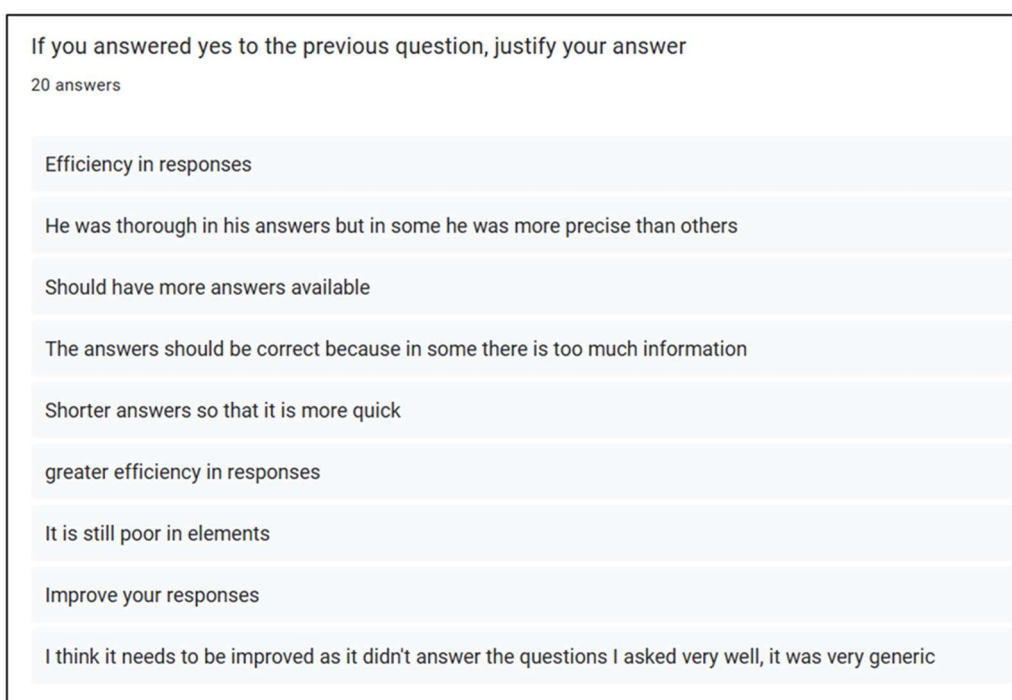 If you answered yes to the previous question, justify your answer
20 answers
Efficiency in responses
He was thorough in his answers but in some he was more precise than others
Should have more answers available
The answers should be correct because in some there is too much information
Shorter answers so that it is more quick
greater efficiency in responses
It is still poor in elements
Improve your responses
I think it needs to be improved as it didn't answer the questions I asked very well, it was very generic